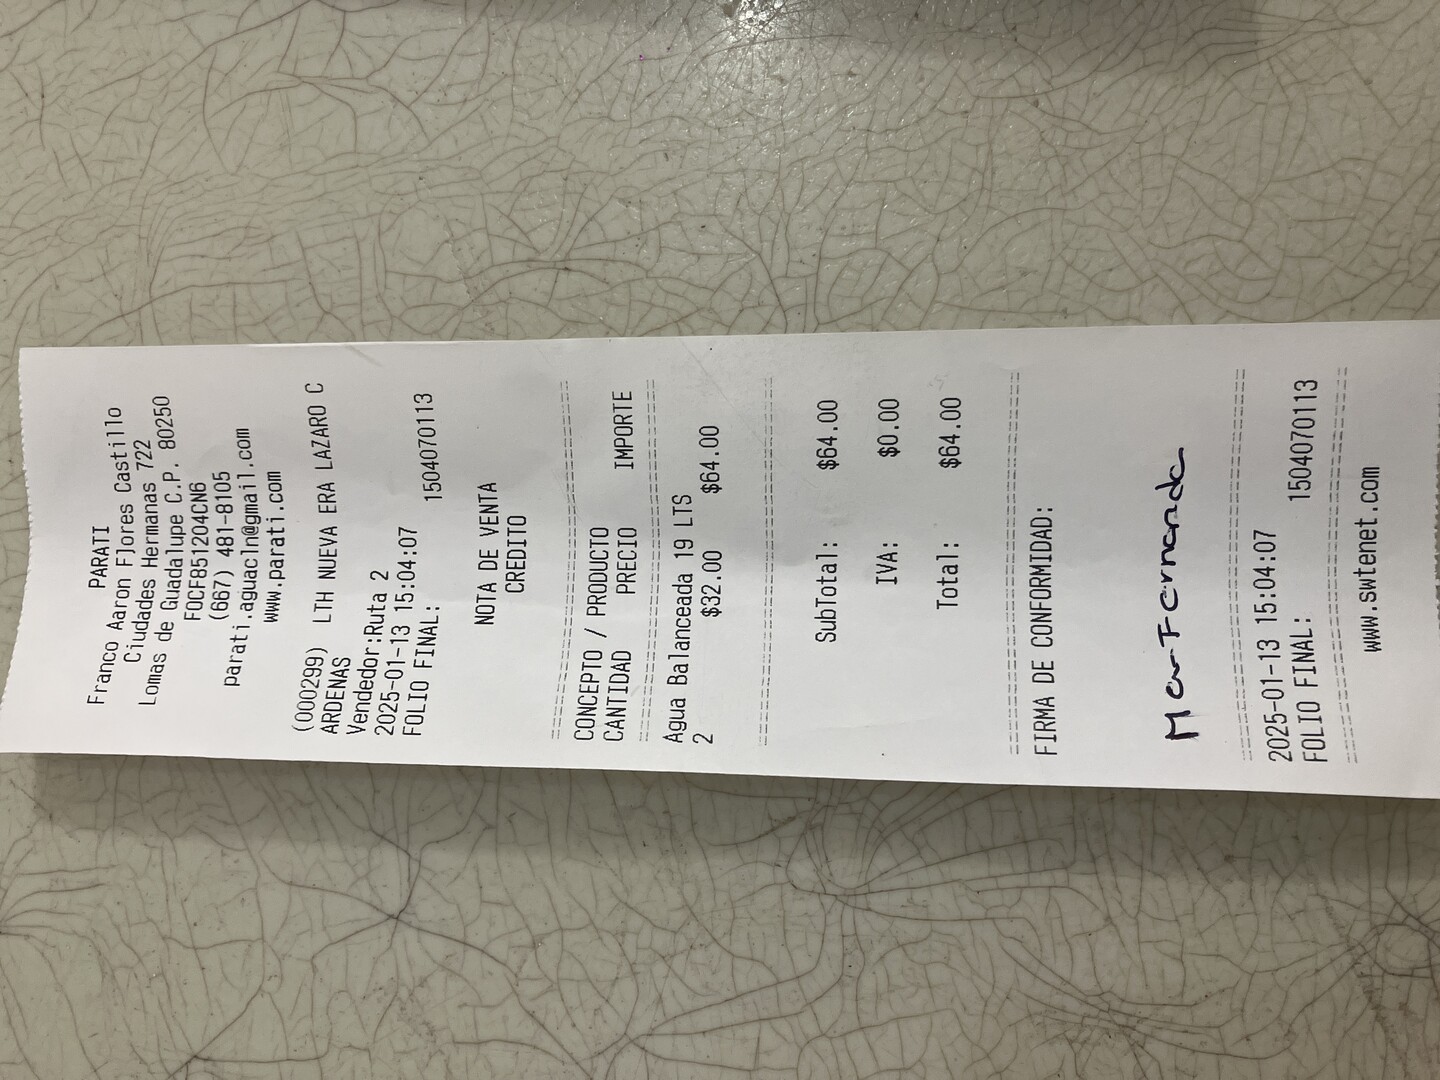 PARATI
Franco Aaron Flores Castillo
Ciudades Hermanas 722
Lomas de Guadalupe C.P. 80250
FOCF851204CN6
(667) 481-8105
parati.aguacln@gmail.com
www.parati.com
(000299) LTH NUEVA ERA LAZARO C
ARDENAS
Vendedor:Ruta 2
2025-01-13 15:04:07
FOLIO FINAL: 1504070113
NOTA DE VENTA
CREDITO
CONCEPTO / PRODUCTO
CANTIDAD PRECIO IMPORTE
Agua Balanceada 19 LTS
2 $32.00 $64.00
SubTotal: $64.00
IVA: $0.00
Total: $64.00
FIRMA DE CONFORMIDAD:
Mar Fernanda
2025-01-13 15:04:07
FOLIO FINAL: 1504070113
www.swtenet.com